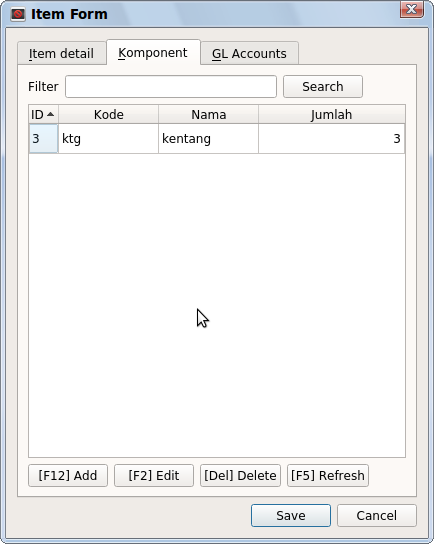 Item Form
Item detail Komponent GL Accounts
Filter Search
ID Kode Nama Jumlah
3 ktg kentang 3
[F12] Add [F2] Edit [Del] Delete [F5] Refresh
Save Cancel